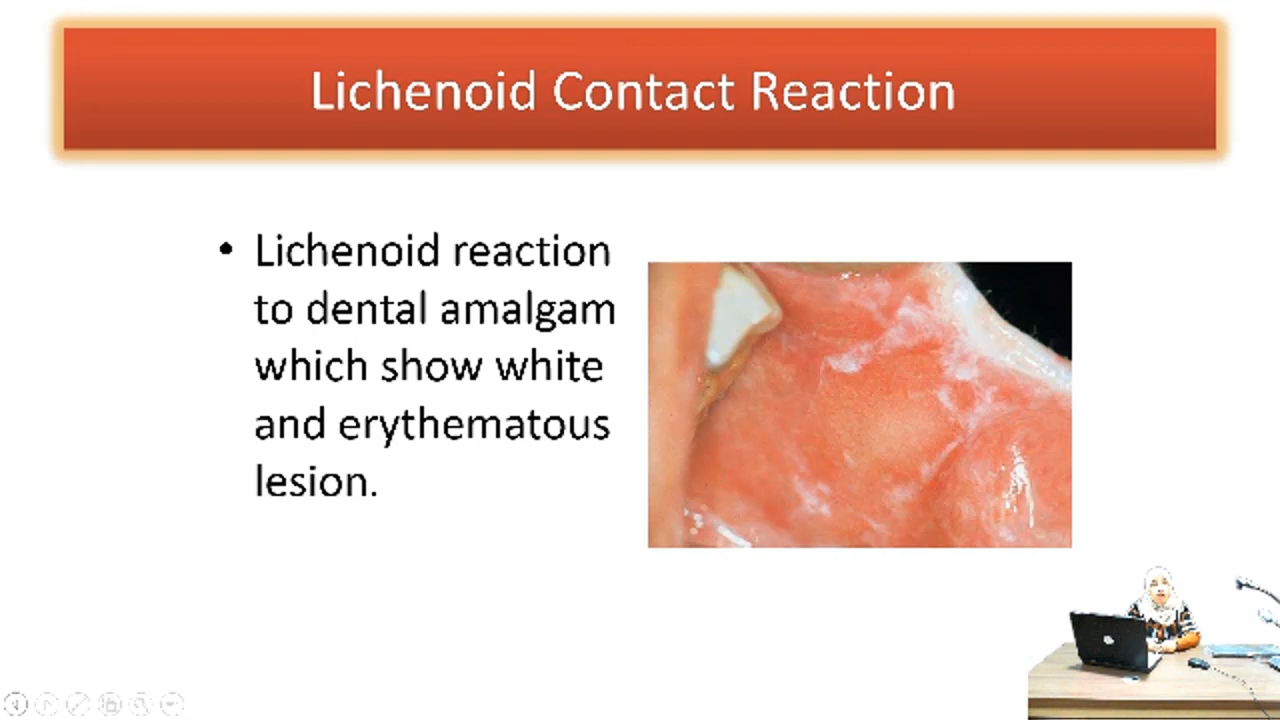 Lichenoid Contact Reaction
• Lichenoid reaction
to dental amalgam
which show white
and erythematous
lesion.